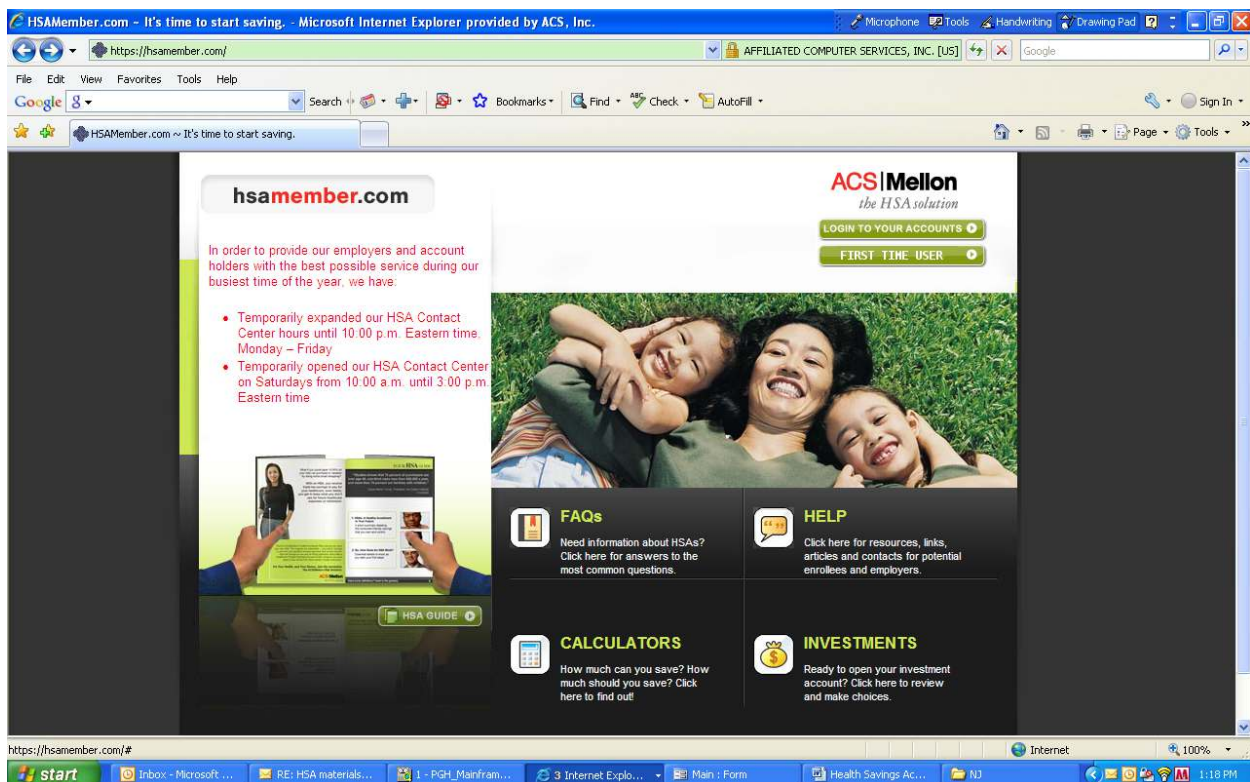 HSAMember.com - It's time to start saving. - Microsoft Internet Explorer provided by ACS, Inc.
Microphone Tools Handwriting Drawing Pad
https://hsamember.com/
AFFILIATED COMPUTER SERVICES, INC. [US]
Google
File Edit View Favorites Tools Help
Google Search Bookmarks Find Check AutoFill Sign In
HSAMember.com ~ It's time to start saving.
Page Tools
hsamember.com
ACS|Mellon
the HSA solution
LOGIN TO YOUR ACCOUNTS
FIRST TIME USER
In order to provide our employers and account
holders with the best possible service during our
busiest time of the year, we have:
• Temporarily expanded our HSA Contact
Center hours until 10:00 p.m. Eastern time,
Monday – Friday
• Temporarily opened our HSA Contact Center
on Saturdays from 10:00 a.m. until 3:00 p.m.
Eastern time
HSA GUIDE
FAQs
Need information about HSAs?
Click here for answers to the
most common questions.
HELP
Click here for resources, links,
articles and contacts for potential
enrollees and employers.
CALCULATORS
How much can you save? How
much should you save? Click
here to find out!
INVESTMENTS
Ready to open your investment
account? Click here to review
and make choices.
https://hsamember.com/#
Internet
100%
start
Inbox - Microsoft ...
RE: HSA materials...
1 - PGH_Mainfram...
3 Internet Explo...
Main : Form
Health Savings Ac...
NJ
1:18 PM